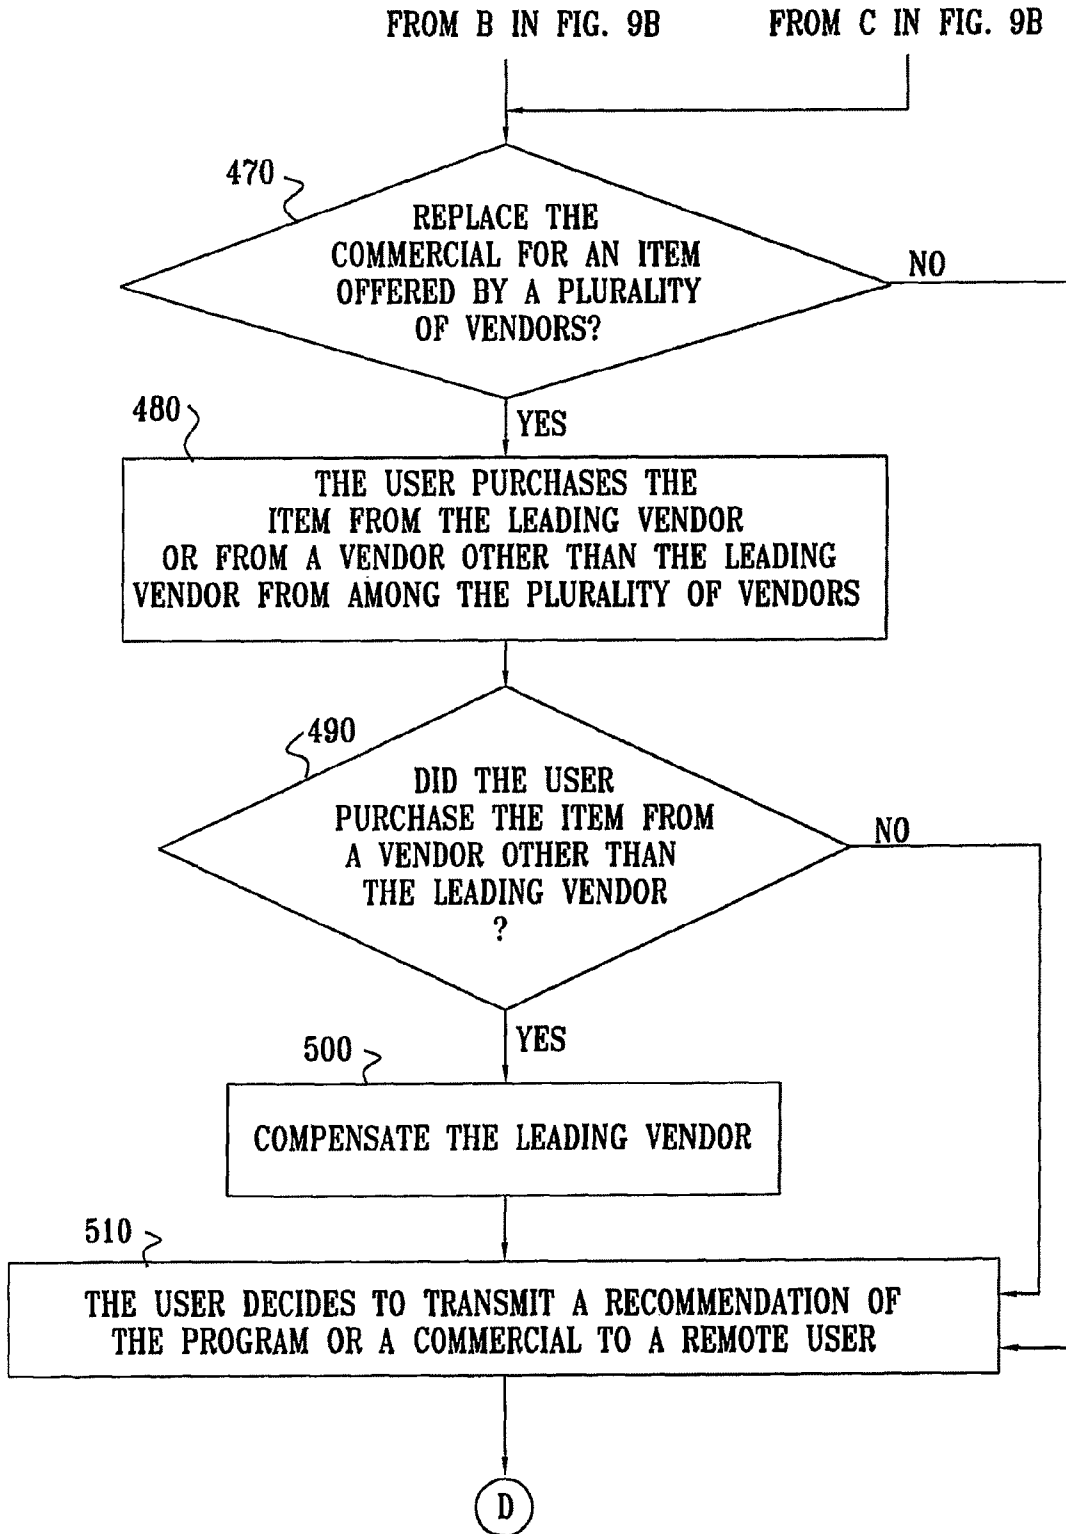 FROM B IN FIG. 9B
FROM C IN FIG. 9B
470
REPLACE THE
COMMERCIAL FOR AN ITEM
OFFERED BY A PLURALITY
OF VENDORS?
NO
YES
480
THE USER PURCHASES THE
ITEM FROM THE LEADING VENDOR
OR FROM A VENDOR OTHER THAN THE LEADING
VENDOR FROM AMONG THE PLURALITY OF VENDORS
490
DID THE USER
PURCHASE THE ITEM FROM
A VENDOR OTHER THAN
THE LEADING VENDOR
?
NO
YES
500
COMPENSATE THE LEADING VENDOR
510
THE USER DECIDES TO TRANSMIT A RECOMMENDATION OF
THE PROGRAM OR A COMMERCIAL TO A REMOTE USER
D